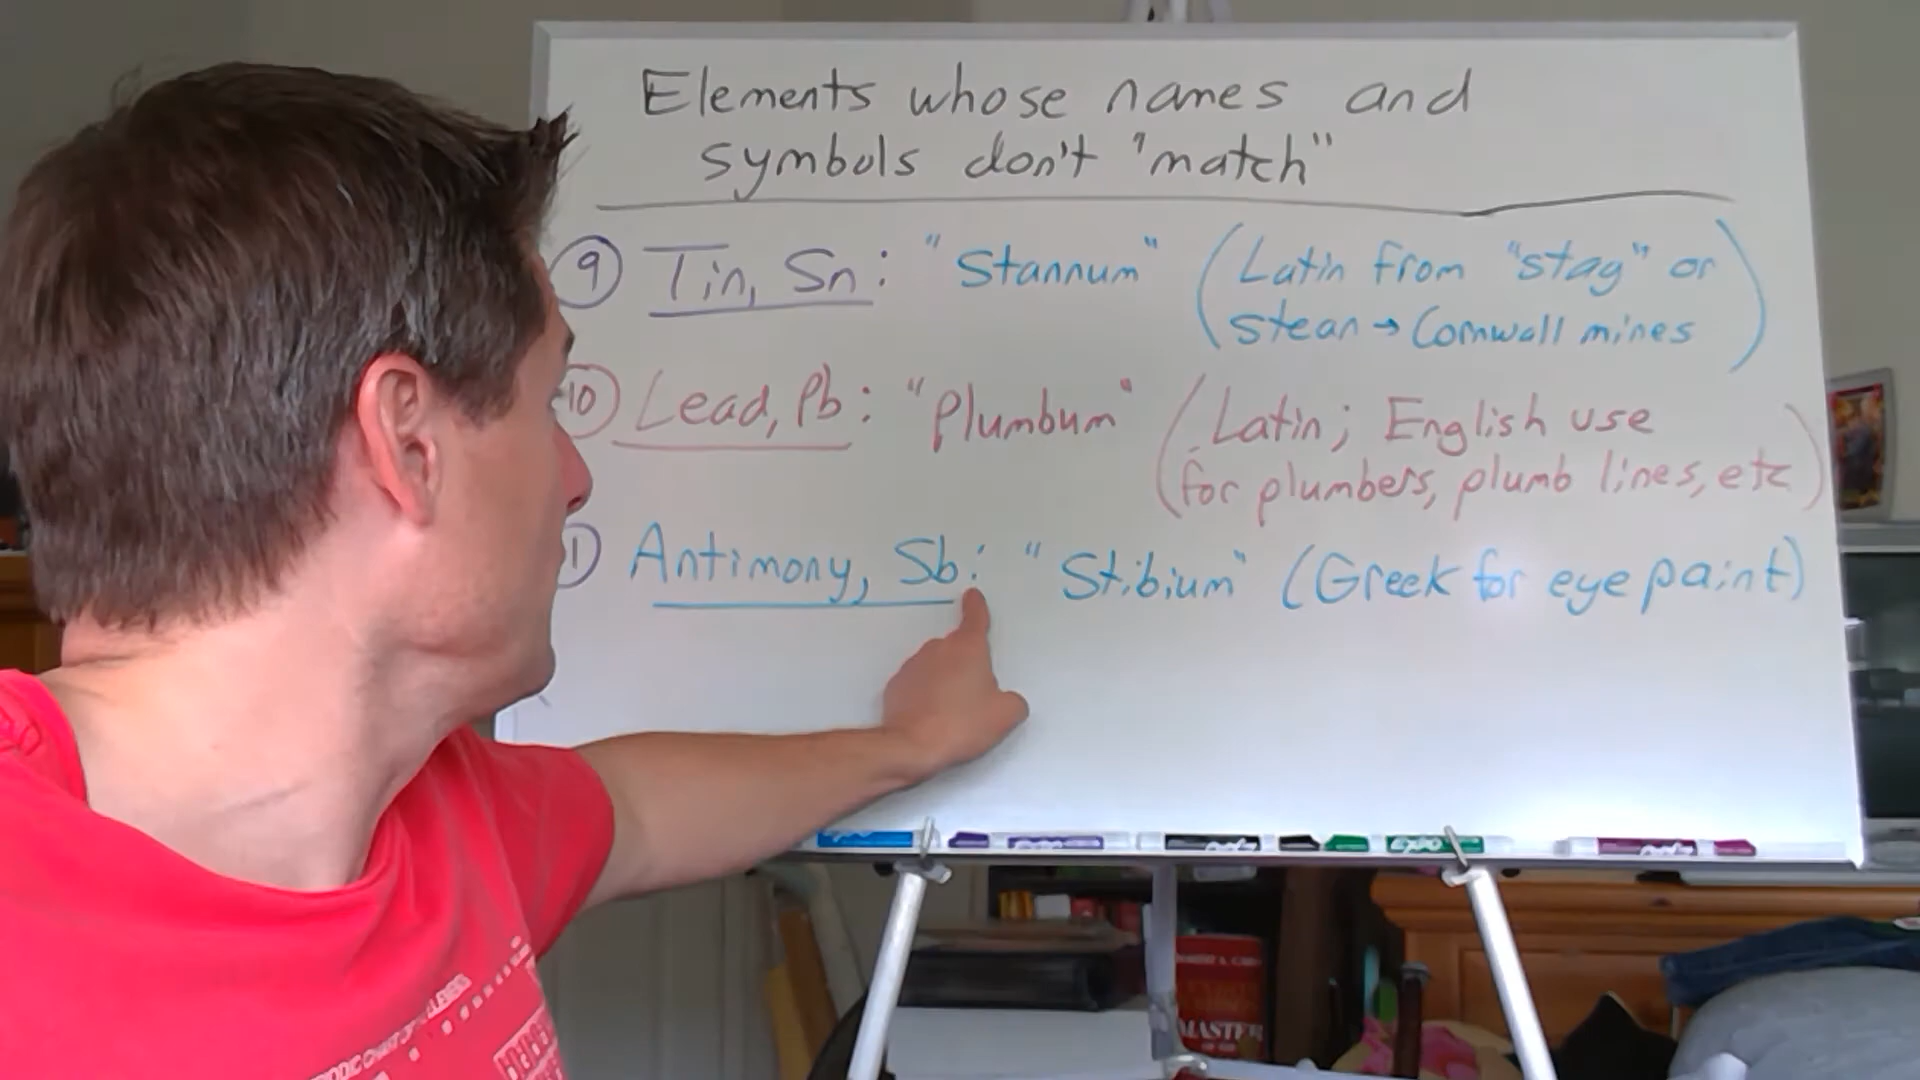 Elements whose names and
symbols don't "match"
9 Tin, Sn: "Stannum" (Latin from "stag" or
stean → Cornwall mines)
10 Lead, Pb: "Plumbum" (Latin; English use
for plumbers, plumb lines, etc)
1 Antimony, Sb: "Stibium" (Greek for eye paint)
EXPO
MASTER